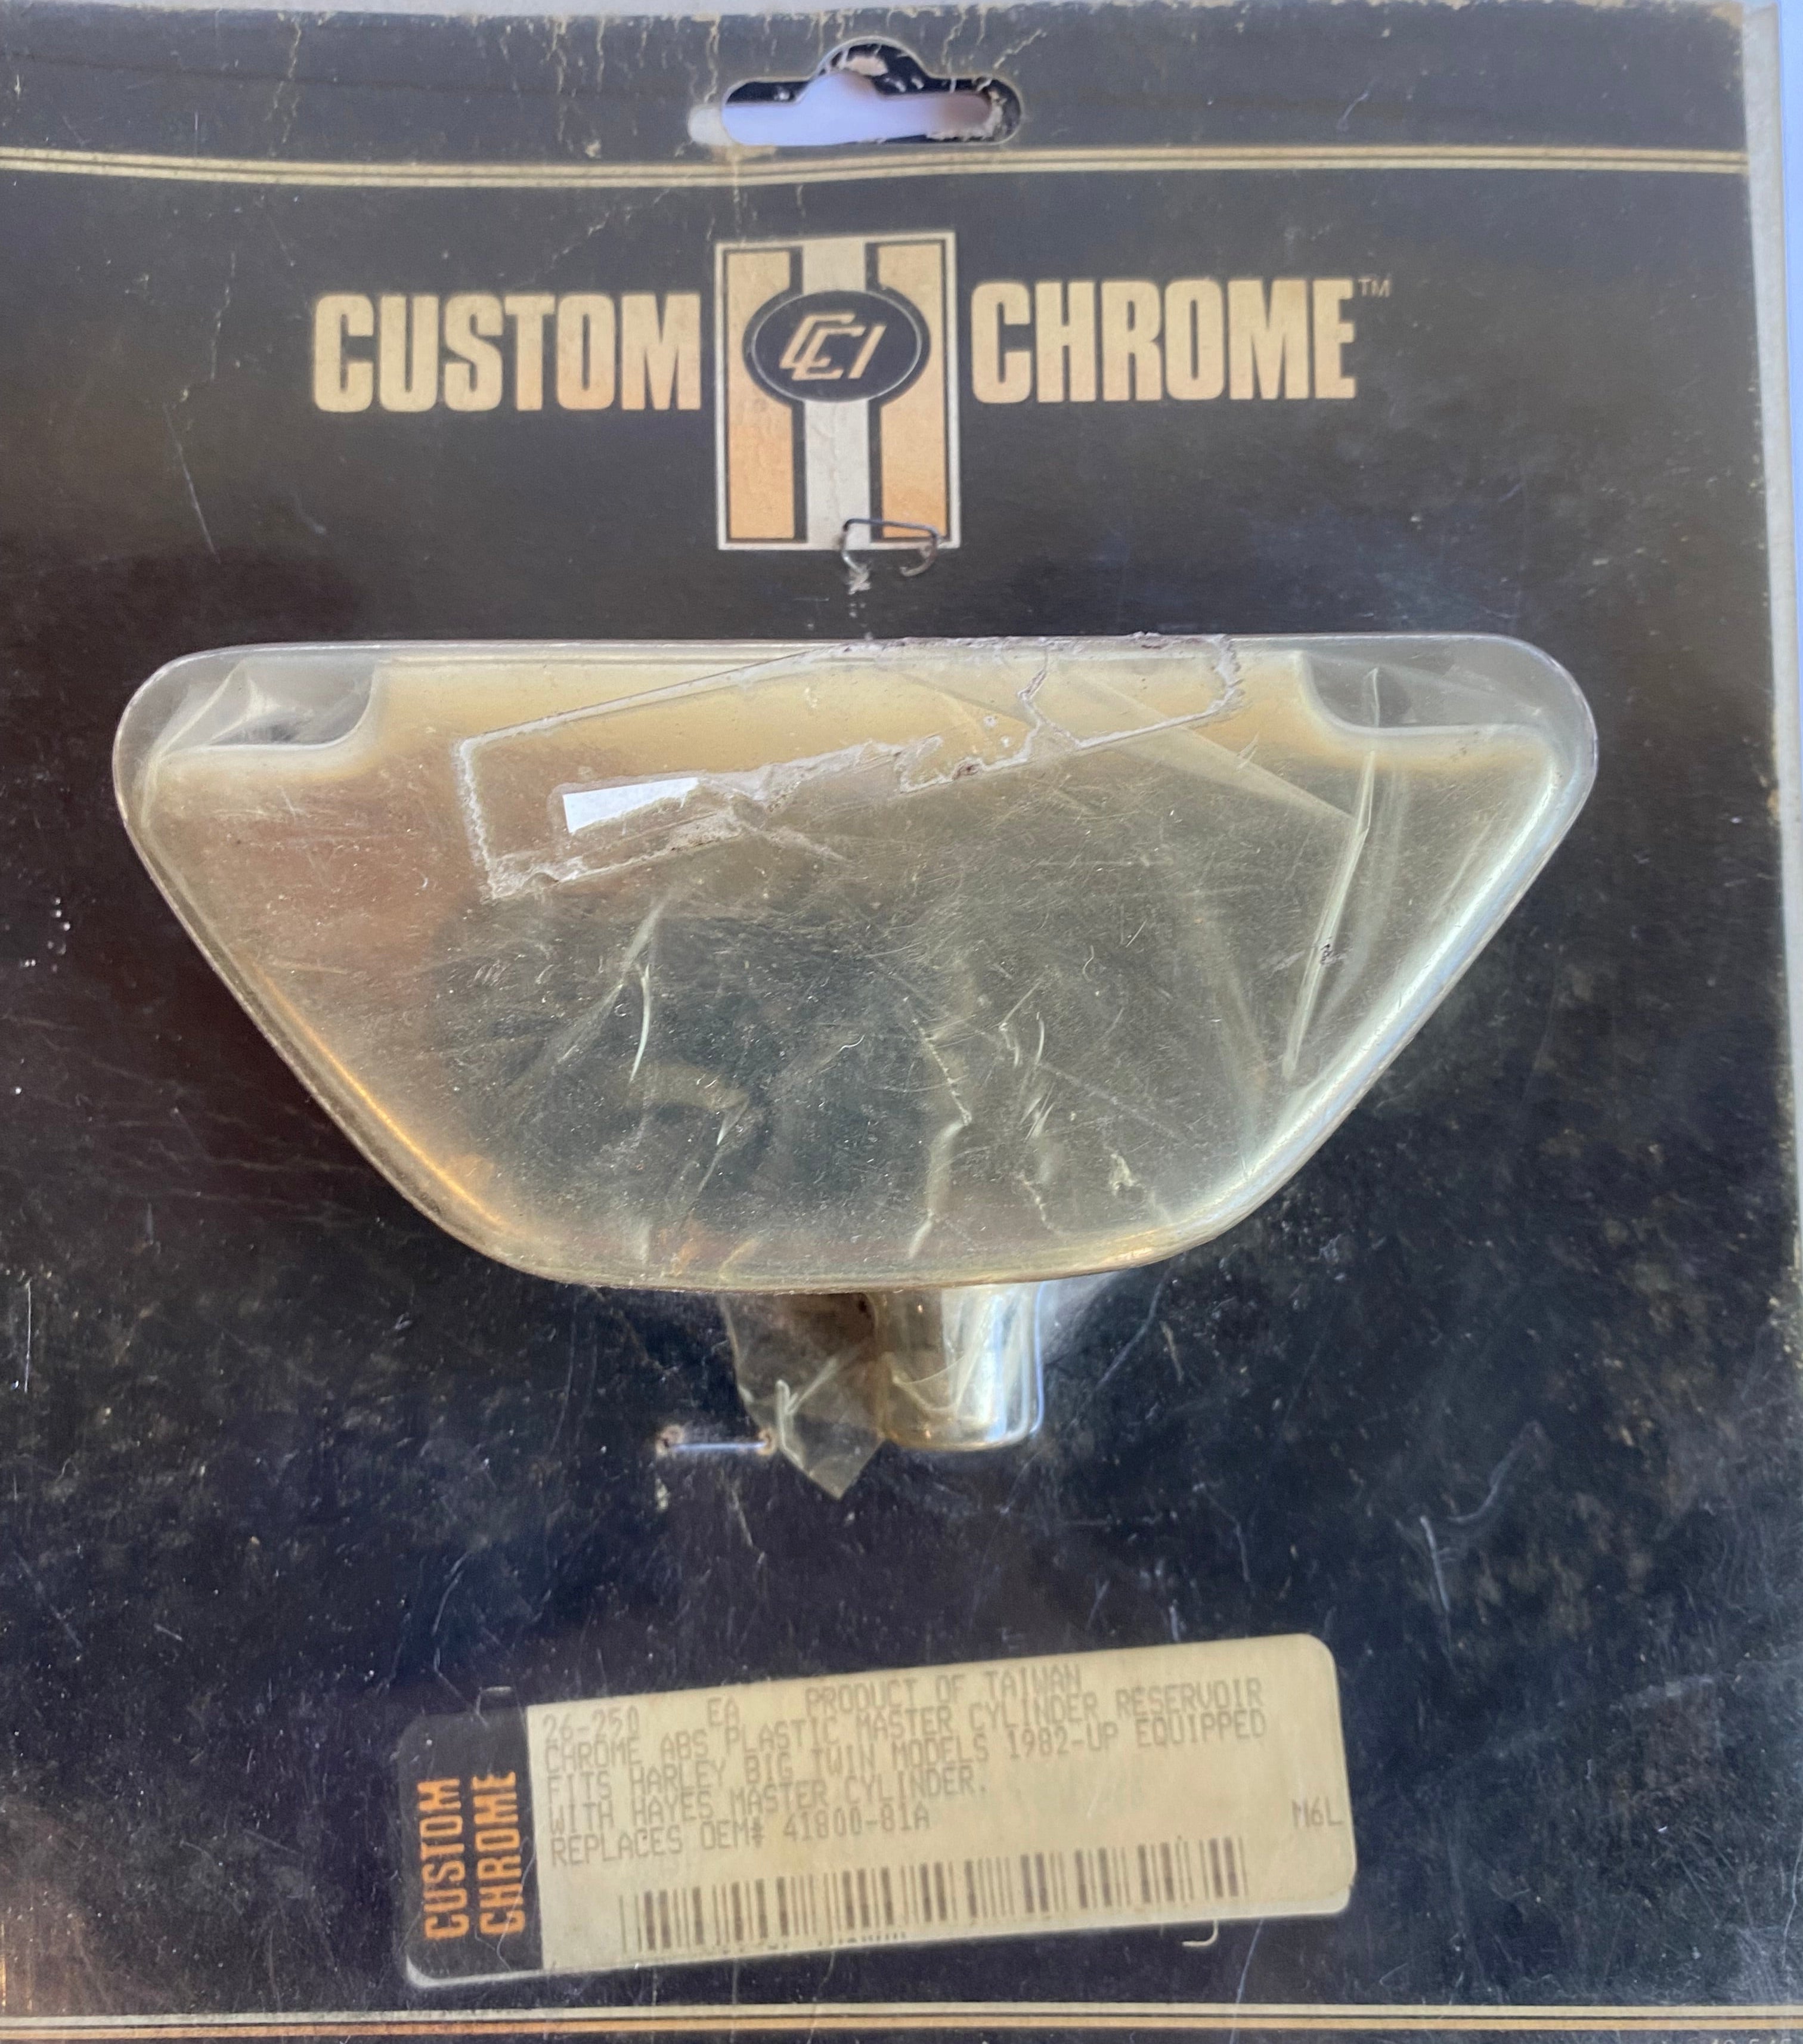 CUSTOM CCI CHROME™
26-250 EA PRODUCT OF TAIWAN
CHROME ABS PLASTIC MASTER CYLINDER RESERVOIR
FITS HARLEY BIG TWIN MODELS 1982-UP EQUIPPED
WITH HAYES MASTER CYLINDER.
REPLACES OEM# 41800-81A
M6L
CUSTOM
CHROME